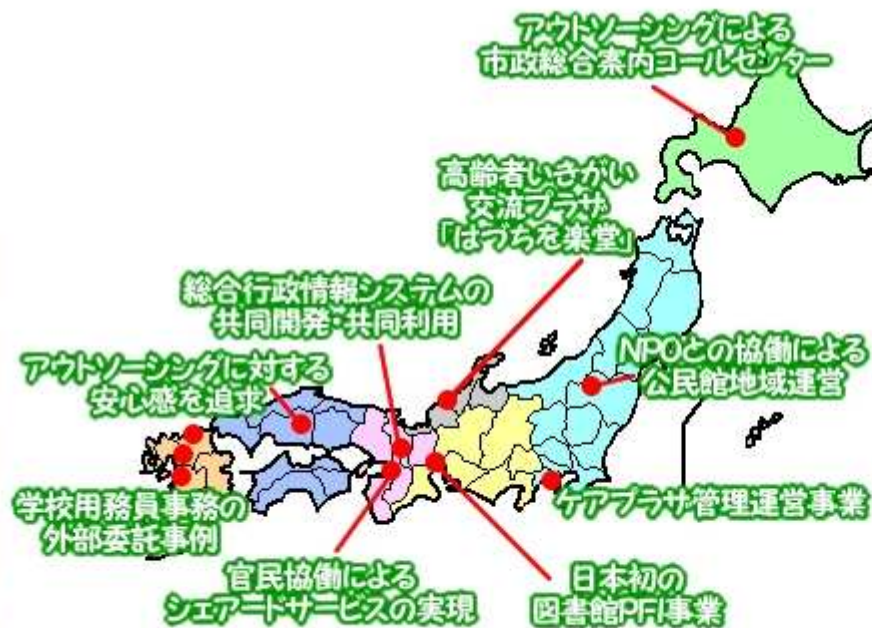 アウトソーシングによる
市政総合案内コールセンター
高齢者いきがい
交流プラザ
「はづちを楽堂」
総合行政情報システムの
共同開発・共同利用
NPOとの協働による
公民館地域運営
アウトソーシングに対する
安心感を追求
学校用務員事務の
外部委託事例
ケアプラザ管理運営事業
官民協働による
シェアートサービスの実現
日本初の
図書館PFI事業